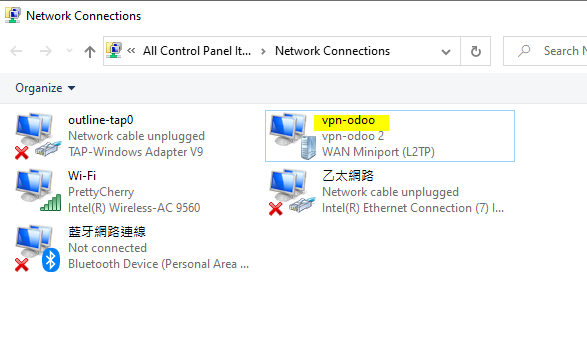 Network Connections
All Control Panel It...
Network Connections
Search N
Organize
outline-tap0
Network cable unplugged
TAP-Windows Adapter V9
vpn-odoo
vpn-odoo 2
WAN Miniport (L2TP)
Wi-Fi
PrettyCherry
Intel(R) Wireless-AC 9560
乙太網路
Network cable unplugged
Intel(R) Ethernet Connection (7) I...
藍牙網路連線
Not connected
Bluetooth Device (Personal Area ...